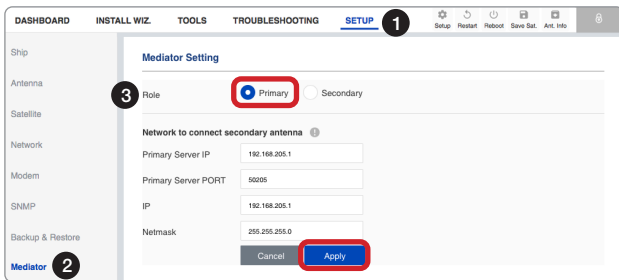 DASHBOARD INSTALL WIZ. TOOLS TROUBLESHOOTING SETUP 1 Setup Restart Reboot Save Sat. Ant. Info
Ship
Mediator Setting
Antenna
3 Role Primary Secondary
Satellite
Network to connect secondary antenna !
Network
Primary Server IP 192.168.205.1
Modem
Primary Server PORT 50205
SNMP
IP 192.168.205.1
Backup & Restore
Netmask 255.255.255.0
Mediator 2
Cancel Apply